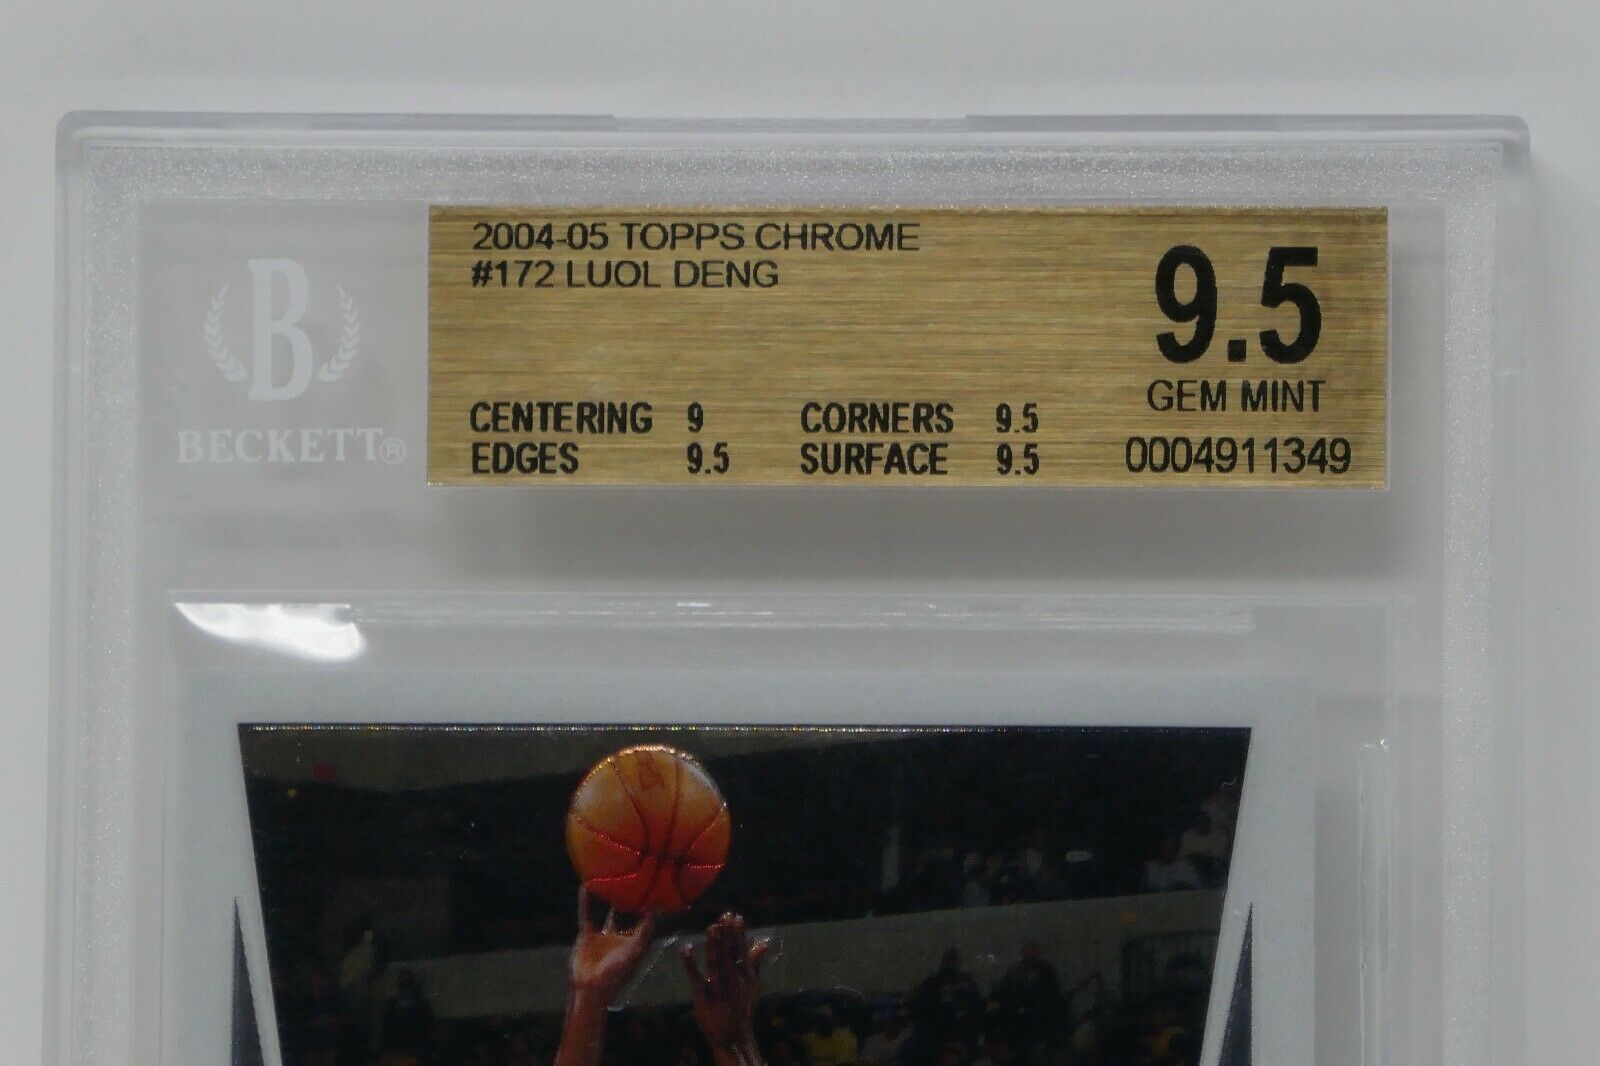 2004-05 TOPPS CHROME
#172 LUOL DENG
9.5
GEM MINT
CENTERING 9 CORNERS 9.5
EDGES 9.5 SURFACE 9.5
0004911349
B
BECKETT®